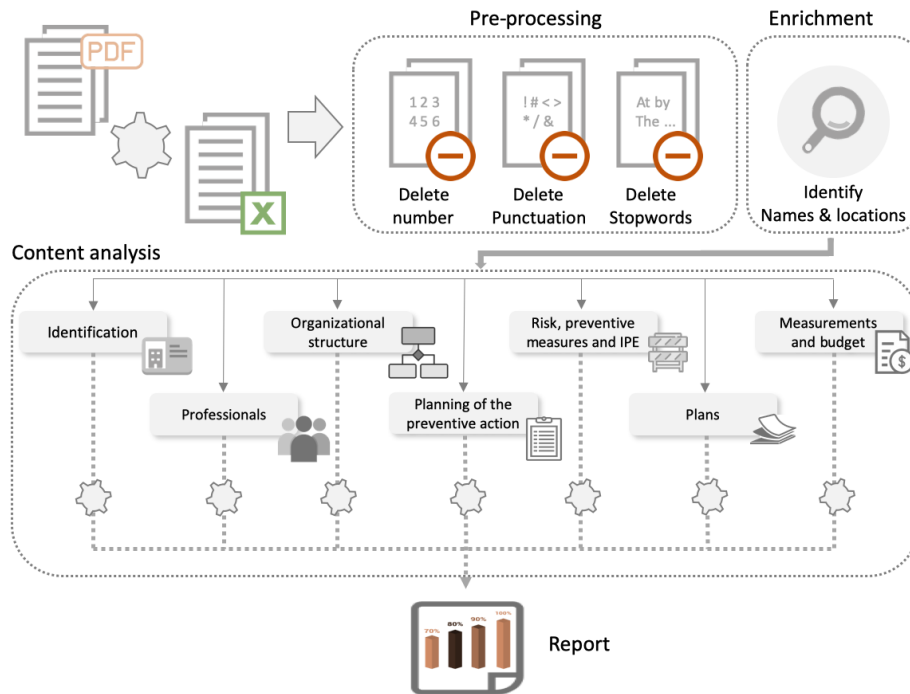 Pre-processing
Enrichment
PDF
X
1 2 3
4 5 6
! # < >
* / &
At by
The ...
Delete
number
Delete
Punctuation
Delete
Stopwords
Identify
Names & locations
Content analysis
Identification
Organizational
structure
Risk, preventive
measures and IPE
Measurements
and budget
$
Professionals
Planning of the
preventive action
Plans
70%
80%
90%
100%
Report